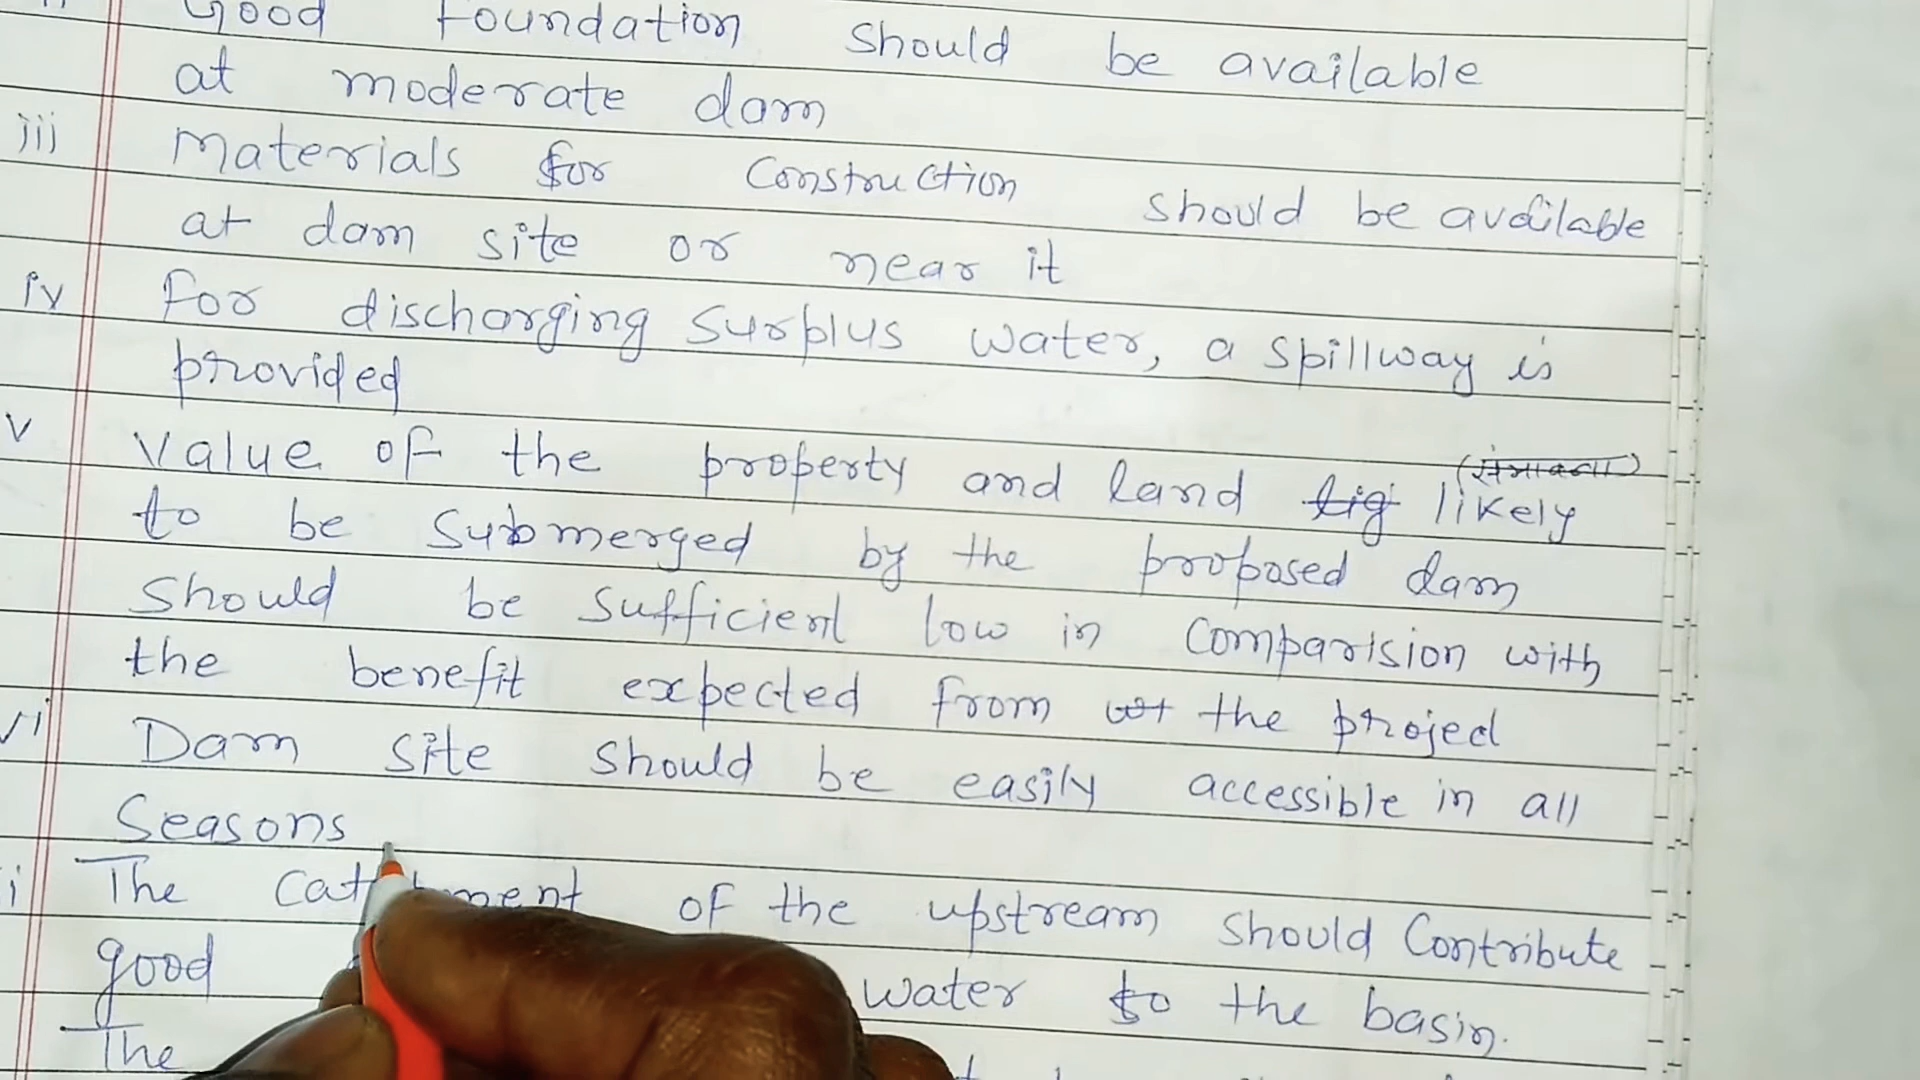 Good Foundation should be available
at moderate dam
iii Materials for Construction should be available
at dam site or near it
iv For discharging surplus water, a spillway is
provided
v Value of the property and land lig likely (संभावना)
to be submerged by the proposed dam
should be sufficient low in comparision with
the benefit expected from wt the project
vi Dam site should be easily accessible in all
Seasons
The of the upstream should Contribute
good water to the basin.
The